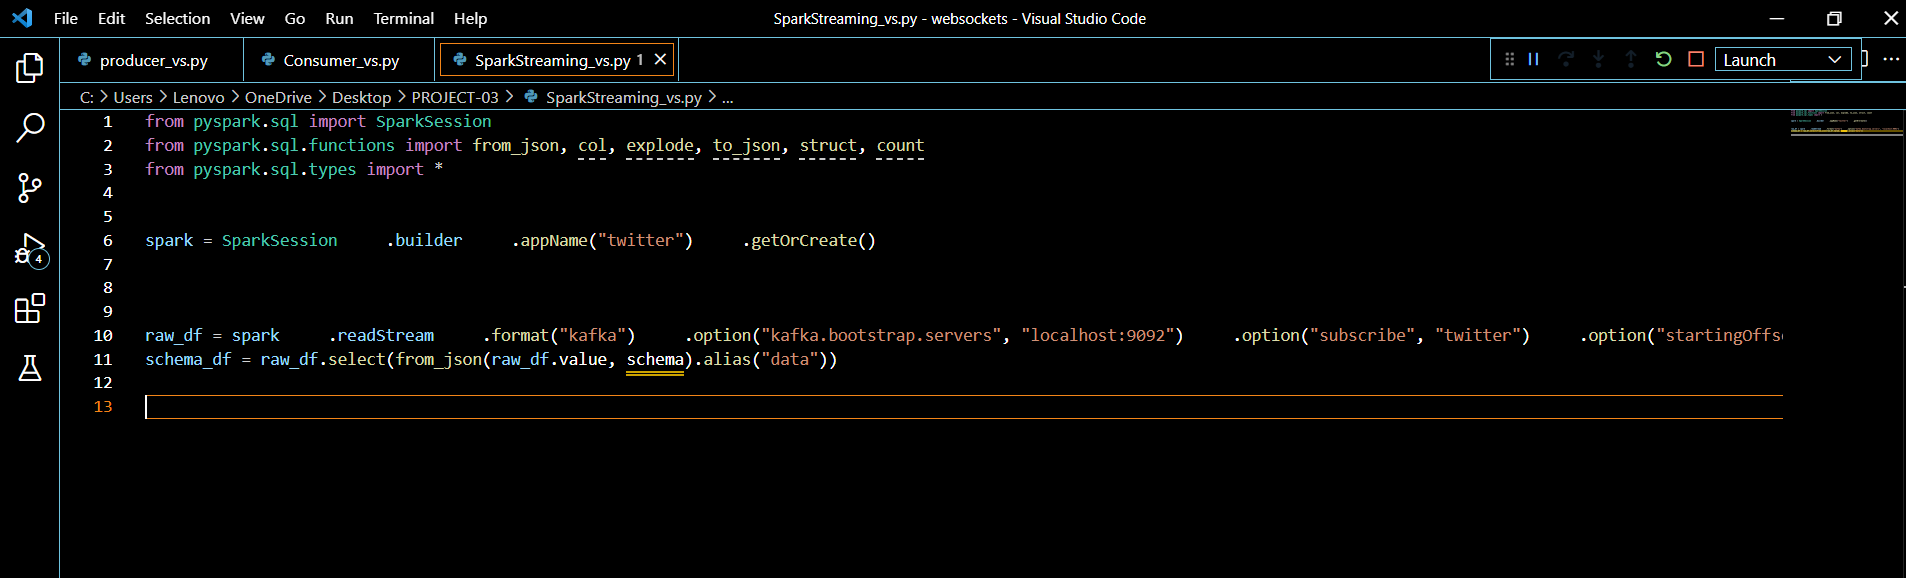 File Edit Selection View Go Run Terminal Help SparkStreaming_vs.py - websockets - Visual Studio Code
producer_vs.py Consumer_vs.py SparkStreaming_vs.py 1 Launch
C: > Users > Lenovo > OneDrive > Desktop > PROJECT-03 > SparkStreaming_vs.py > ...
1 from pyspark.sql import SparkSession
2 from pyspark.sql.functions import from_json, col, explode, to_json, struct, count
3 from pyspark.sql.types import *
4
5
6 spark = SparkSession     .builder     .appName("twitter")     .getOrCreate()
7
8
9
10 raw_df = spark     .readStream     .format("kafka")     .option("kafka.bootstrap.servers", "localhost:9092")     .option("subscribe", "twitter")     .option("startingOffs
11 schema_df = raw_df.select(from_json(raw_df.value, schema).alias("data"))
12
13
4